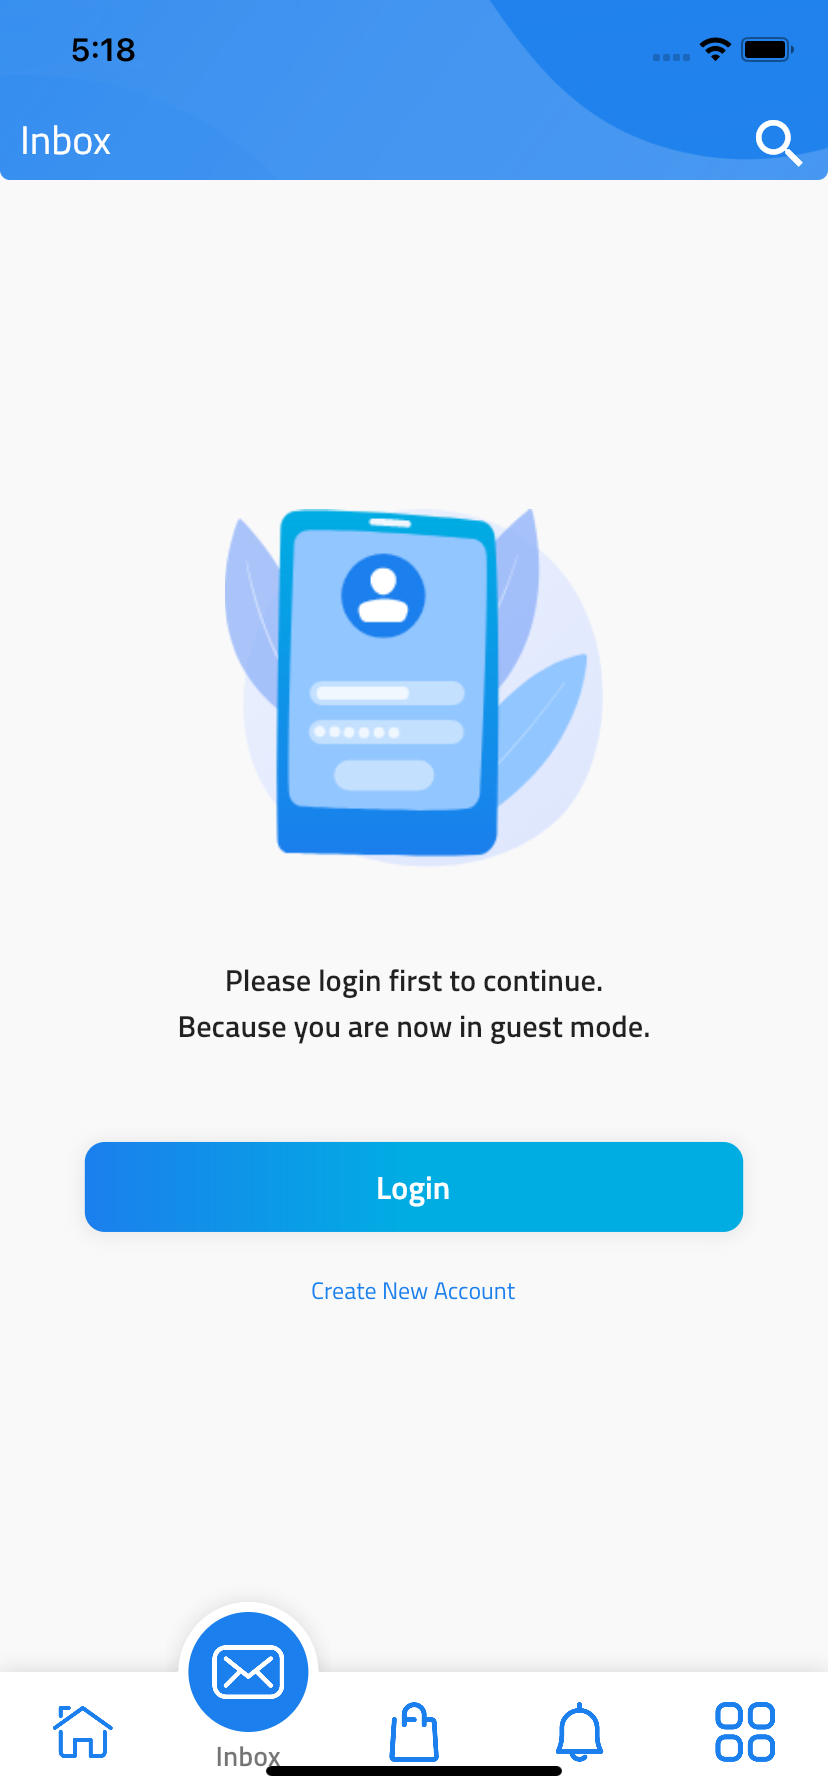 5:18
Inbox
Please login first to continue.
Because you are now in guest mode.
Login
Create New Account
Inbox